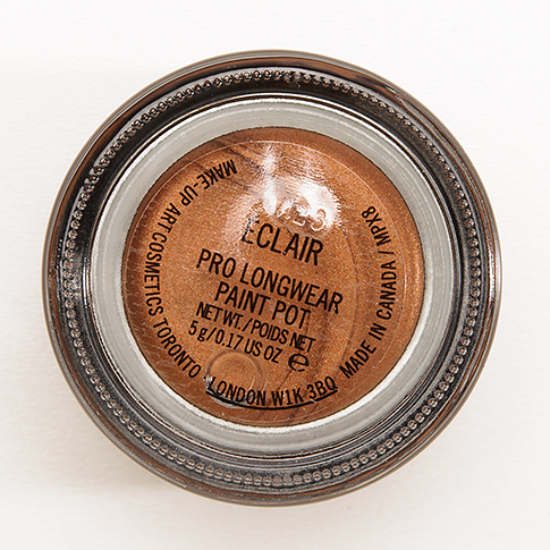 ECLAIR
PRO LONGWEAR
PAINT POT
NET WT./POIDS NET
5 g/0.17 US OZ ℮
MAKE-UP ART COSMETICS TORONTO LONDON W1K 3BQ MADE IN CANADA / MPX8